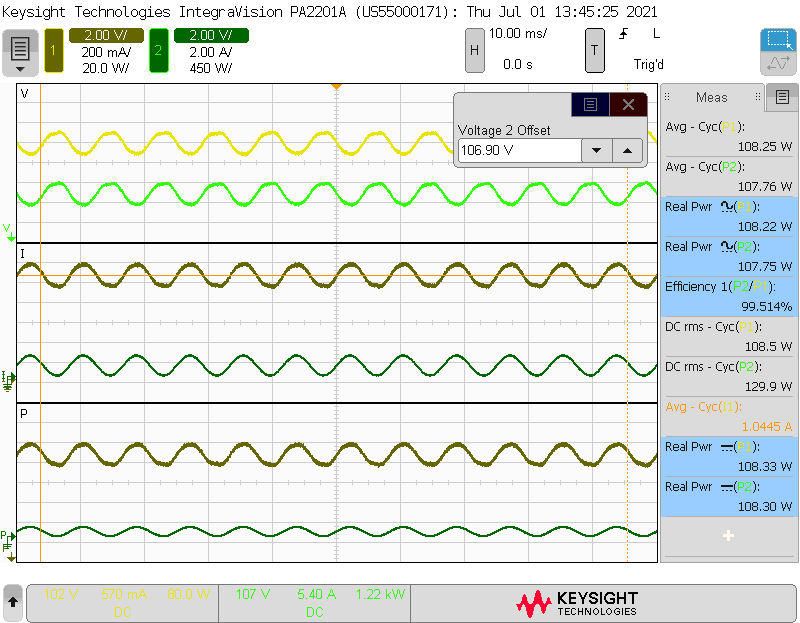 Keysight Technologies IntegraVision PA2201A (US55000171): Thu Jul 01 13:45:25 2021
1
2.00 V/
200 mA/
20.0 W/
2
2.00 V/
2.00 A/
450 W/
H
10.00 ms/
0.0 s
T
L
Trig'd
V
Voltage 2 Offset
106.90 V
I
P
V
I
P
Meas
Avg - Cyc(P1):
108.25 W
Avg - Cyc(P2):
107.76 W
Real Pwr (P1):
108.22 W
Real Pwr (P2):
107.75 W
Efficiency 1(P2/P1):
99.514%
DC rms - Cyc(P1):
108.5 W
DC rms - Cyc(P2):
129.9 W
Avg - Cyc(I1):
1.0445 A
Real Pwr (P1):
108.33 W
Real Pwr (P2):
108.30 W
102 V 570 mA 60.0 W
DC
107 V 5.40 A 1.22 kW
DC
KEYSIGHT
TECHNOLOGIES